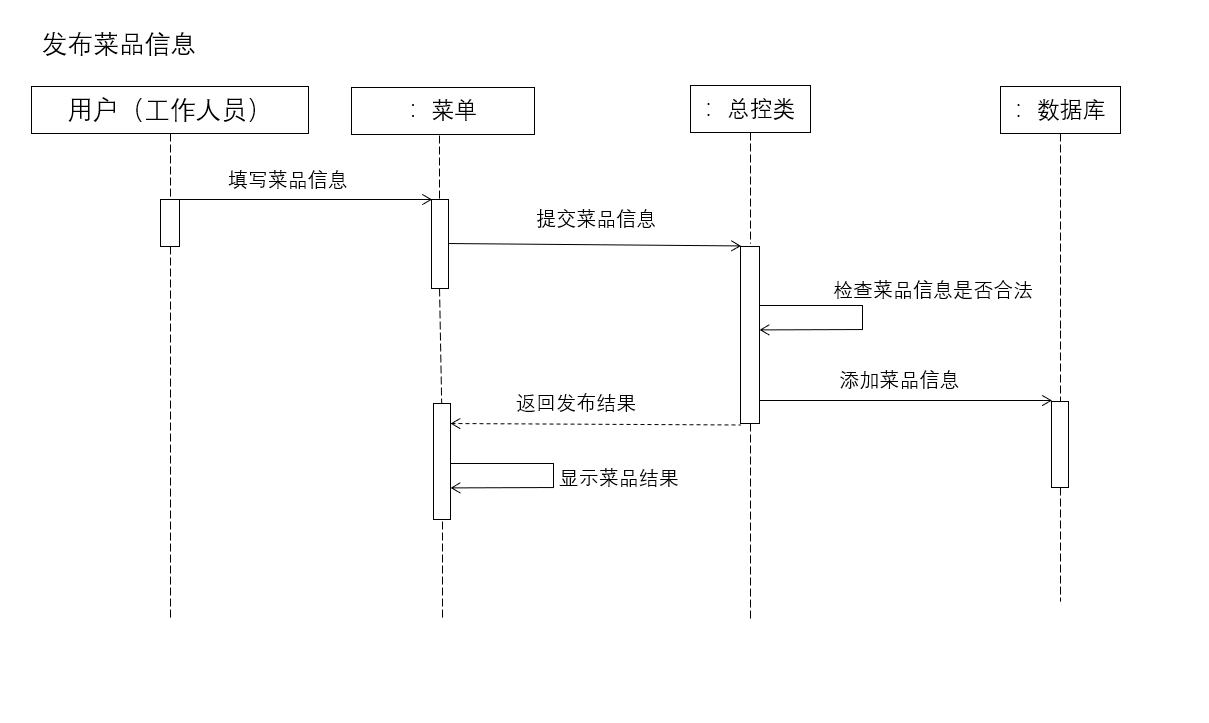 发布菜品信息
用户（工作人员）
：菜单
：总控类
：数据库
填写菜品信息
提交菜品信息
检查菜品信息是否合法
添加菜品信息
返回发布结果
显示菜品结果